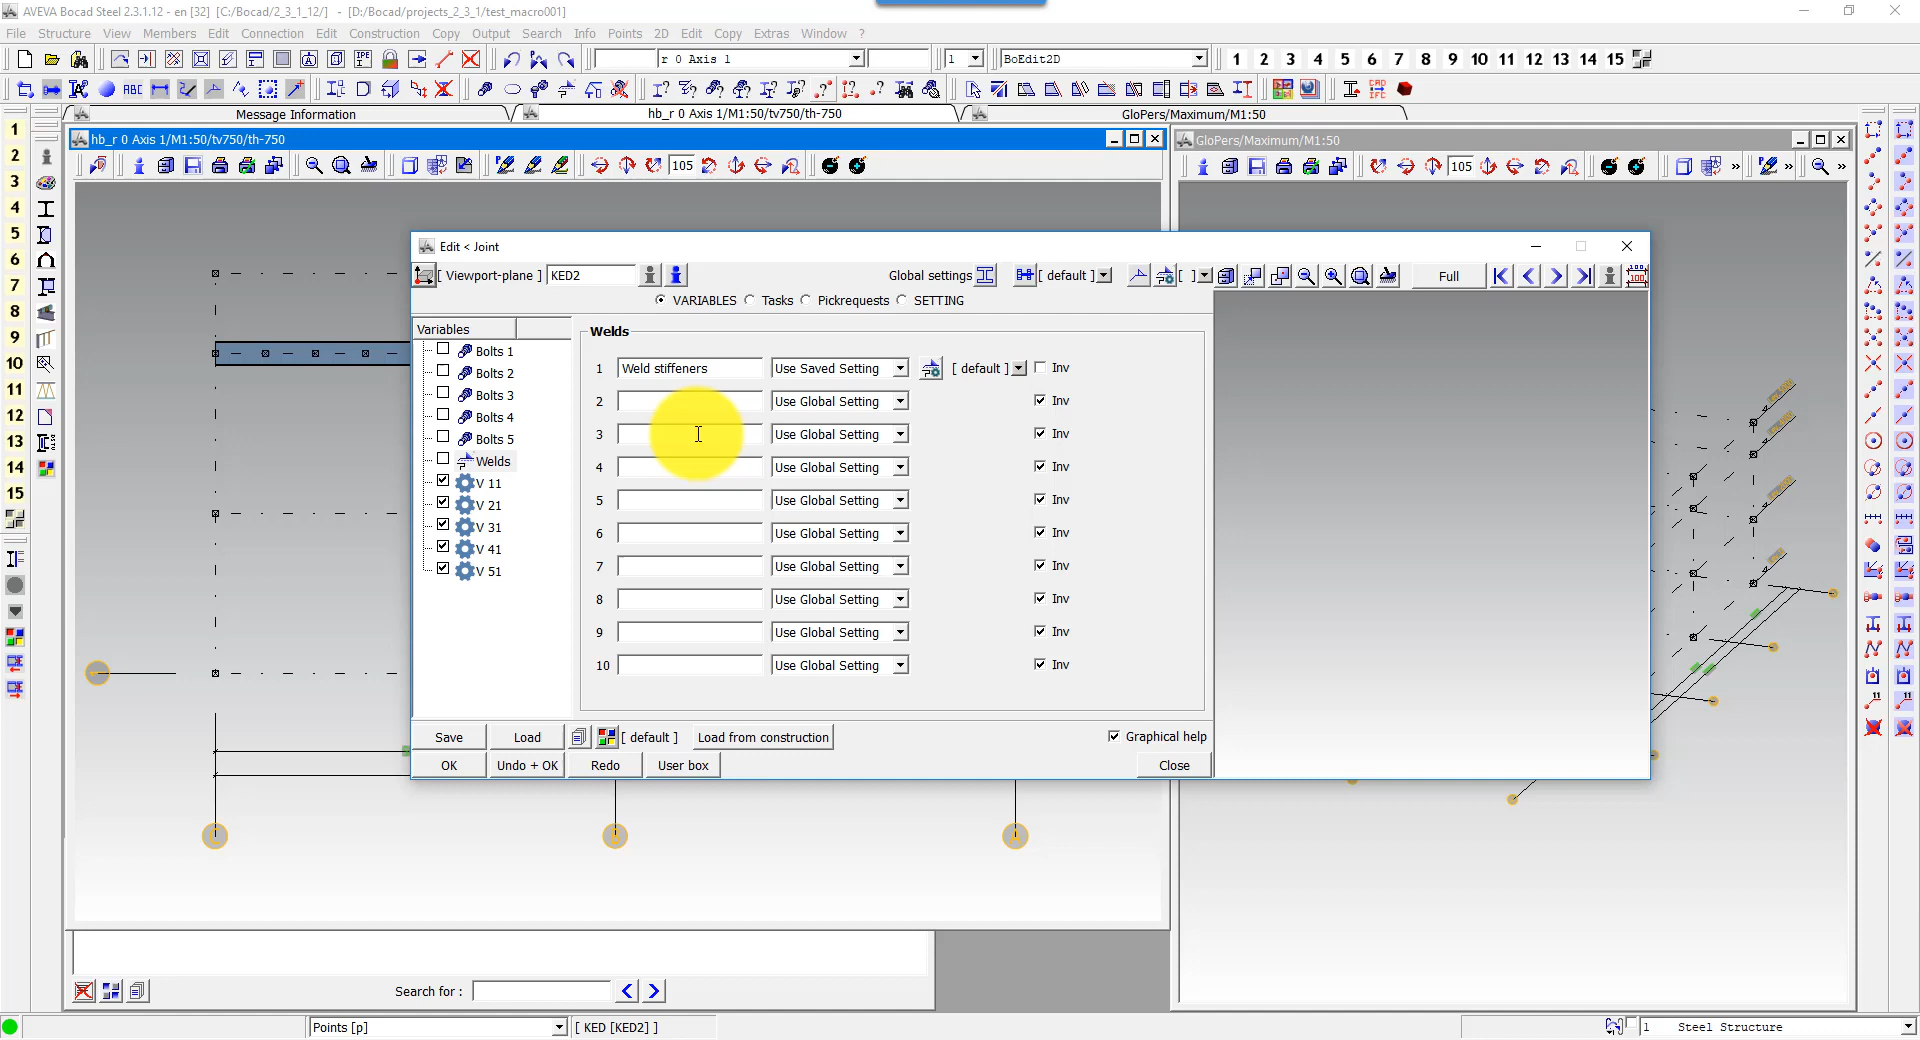 AVEVA Bocad Steel 2.3.1.12 - en [32] [C:/Bocad/2_3_1_12/] - [D:/Bocad/projects_2_3_1/test_macro001]
File Structure View Members Edit Connection Edit Construction Copy Output Search Info Points 2D Edit Copy Extras Window ?
r 0 Axis 1 1 BoEdit2D 1 2 3 4 5 6 7 8 9 10 11 12 13 14 15
Message Information hb_r 0 Axis 1/M1:50/tv750/th-750 GloPers/Maximum/M1:50
hb_r 0 Axis 1/M1:50/tv750/th-750
GloPers/Maximum/M1:50
105
105
1
2
3
4
5
6
7
8
9
10
11
12
13
14
15
Edit < Joint
[ Viewport-plane ] KED2 Global settings [ default ] [ ] Full
VARIABLES Tasks Pickrequests SETTING
Variables
Bolts 1
Bolts 2
Bolts 3
Bolts 4
Bolts 5
Welds
V 11
V 21
V 31
V 41
V 51
Welds
1 Weld stiffeners Use Saved Setting [ default ] Inv
2 Use Global Setting Inv
3 Use Global Setting Inv
4 Use Global Setting Inv
5 Use Global Setting Inv
6 Use Global Setting Inv
7 Use Global Setting Inv
8 Use Global Setting Inv
9 Use Global Setting Inv
10 Use Global Setting Inv
Save Load [ default ] Load from construction Graphical help
OK Undo + OK Redo User box Close
Search for :
Points [p] [ KED [KED2] ] 1 Steel Structure